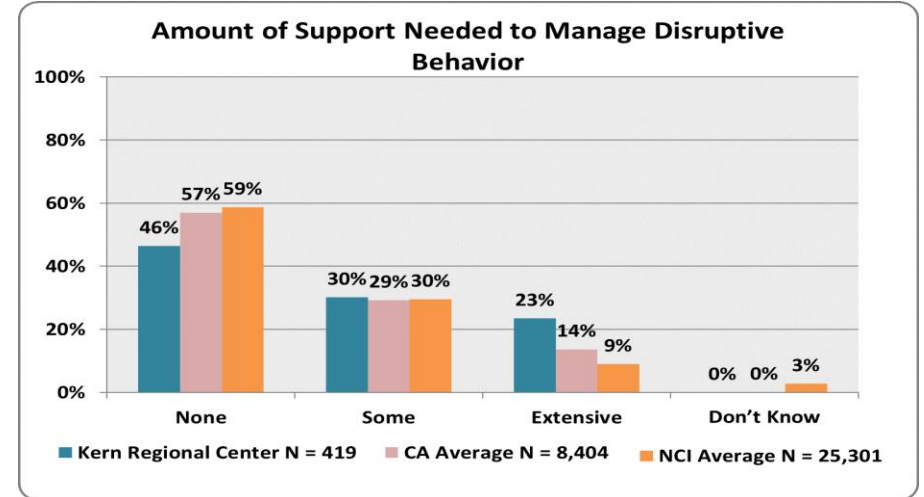 Amount of Support Needed to Manage Disruptive
Behavior
100%
80%
60%
40%
20%
0%
46%
57%
59%
30%
29%
30%
23%
14%
9%
0%
0%
3%
None
Some
Extensive
Don’t Know
Kern Regional Center N = 419
CA Average N = 8,404
NCI Average N = 25,301